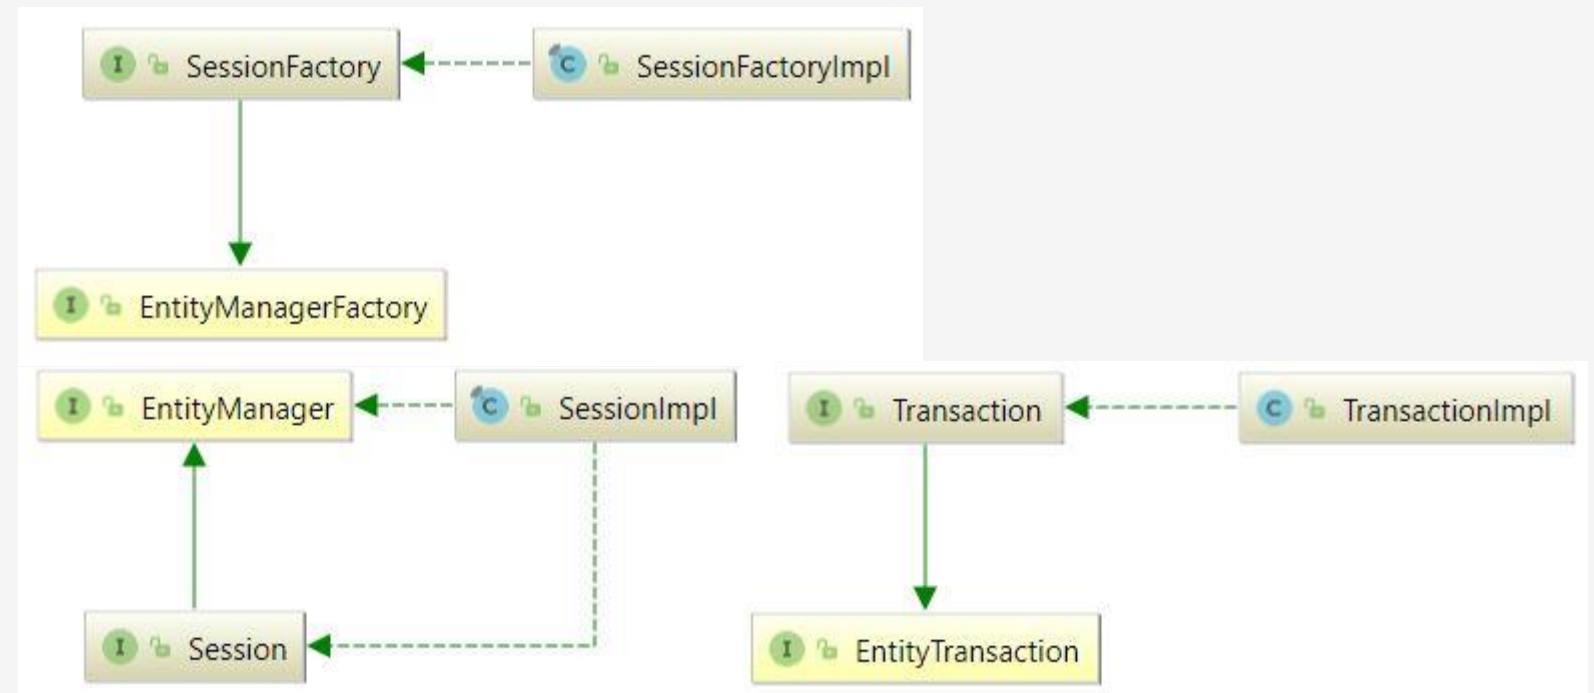 I SessionFactory
C SessionFactoryImpl
I EntityManagerFactory
I EntityManager
C SessionImpl
I Transaction
C TransactionImpl
I Session
I EntityTransaction